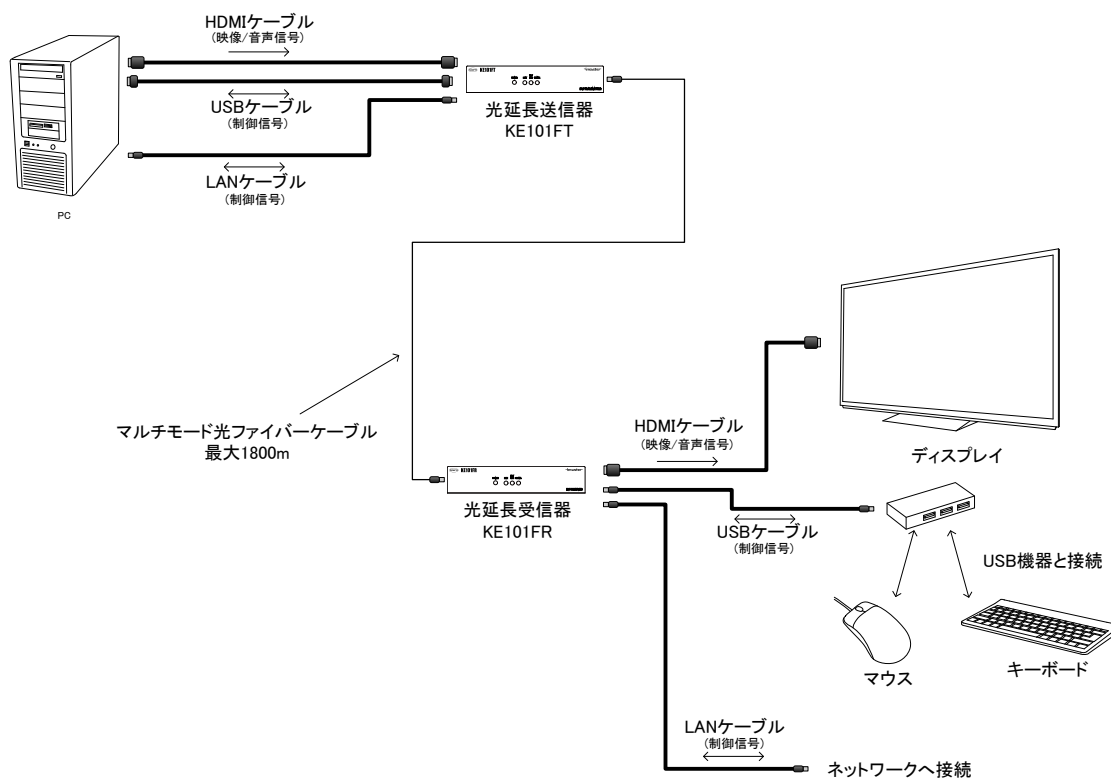 HDMIケーブル
(映像/音声信号)
USBケーブル
(制御信号)
LANケーブル
(制御信号)
PC
KE101FT
光延長送信器
KE101FT
マルチモード光ファイバーケーブル
最大1800m
KE101FR
光延長受信器
KE101FR
HDMIケーブル
(映像/音声信号)
ディスプレイ
USBケーブル
(制御信号)
USB機器と接続
マウス
キーボード
LANケーブル
(制御信号)
ネットワークへ接続